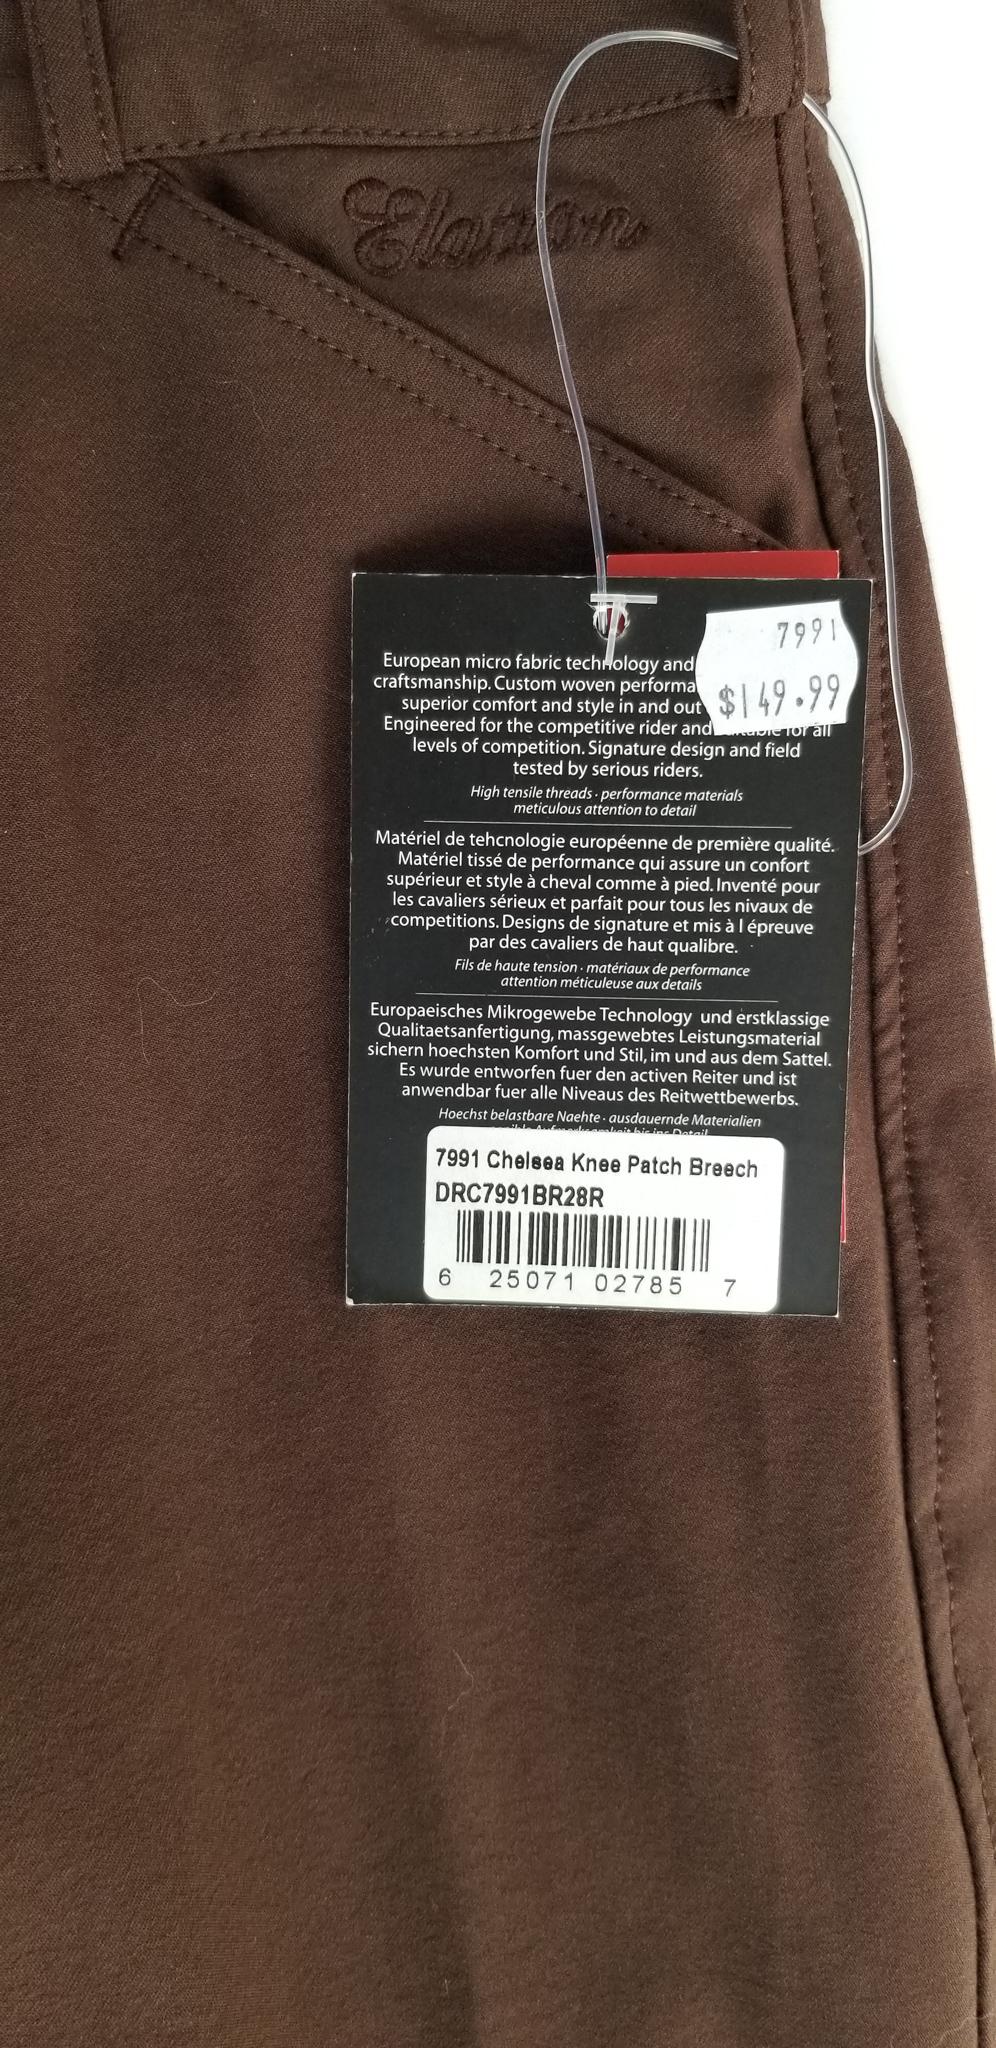 Elation
7991
$149.99
European micro fabric technology and
craftsmanship. Custom woven performa
superior comfort and style in and out
Engineered for the competitive rider and suitable for all
levels of competition. Signature design and field
tested by serious riders.
High tensile threads · performance materials
meticulous attention to detail
Matériel de tehcnologie européenne de première qualité.
Matériel tissé de performance qui assure un confort
supérieur et style à cheval comme à pied. Inventé pour
les cavaliers sérieux et parfait pour tous les nivaux de
competitions. Designs de signature et mis à l épreuve
par des cavaliers de haut qualibre.
Fils de haute tension · matériaux de performance
attention méticuleuse aux details
Europaeisches Mikrogewebe Technology und erstklassige
Qualitaetsanfertigung, massgewebtes Leistungsmaterial
sichern hoechsten Komfort und Stil, im und aus dem Sattel.
Es wurde entworfen fuer den activen Reiter und ist
anwendbar fuer alle Niveaus des Reitwettbewerbs.
Hoechst belastbare Naehte · ausdauernde Materialien
Aufmerksamkeit bis ins Detail
7991 Chelsea Knee Patch Breech
DRC7991BR28R
6 25071 02785 7